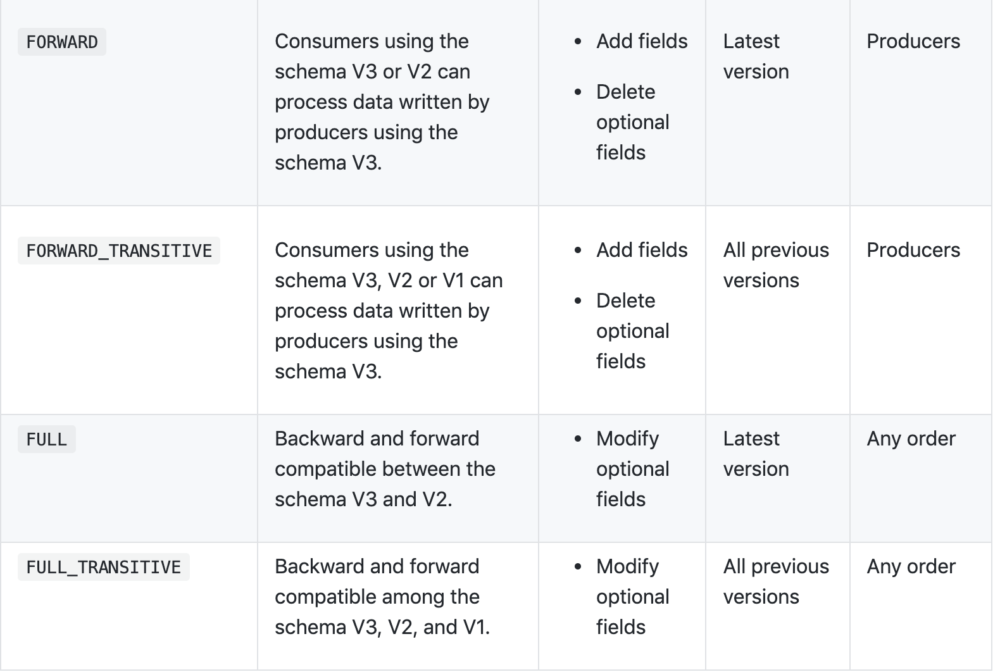 FORWARD
Consumers using the
schema V3 or V2 can
process data written by
producers using the
schema V3.
• Add fields
• Delete
optional
fields
Latest
version
Producers
FORWARD_TRANSITIVE
Consumers using the
schema V3, V2 or V1 can
process data written by
producers using the
schema V3.
• Add fields
• Delete
optional
fields
All previous
versions
Producers
FULL
Backward and forward
compatible between the
schema V3 and V2.
• Modify
optional
fields
Latest
version
Any order
FULL_TRANSITIVE
Backward and forward
compatible among the
schema V3, V2, and V1.
• Modify
optional
fields
All previous
versions
Any order